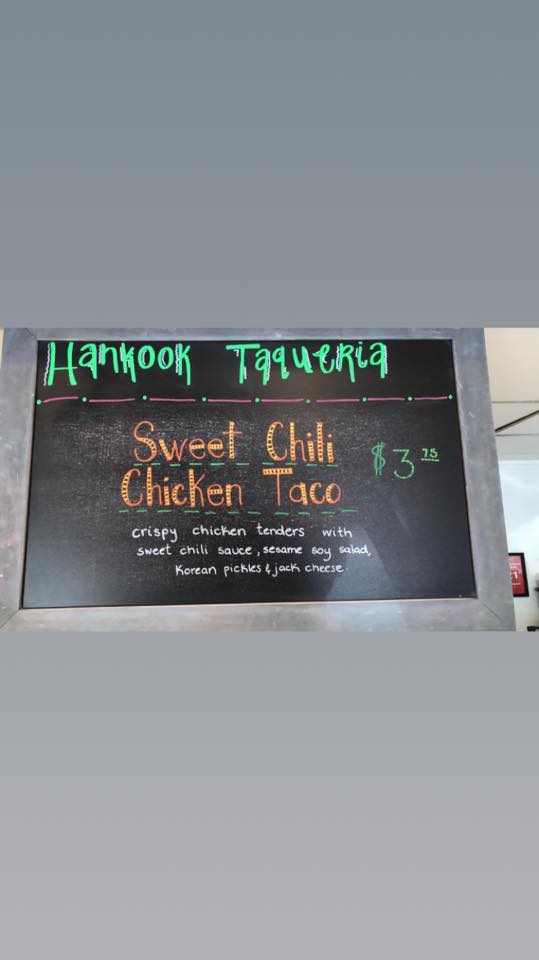 Hankook Taqueria
Sweet Chili
Chicken Taco
$3 75
crispy chicken tenders with
sweet chili sauce, sesame soy salad,
Korean pickles & jack cheese.